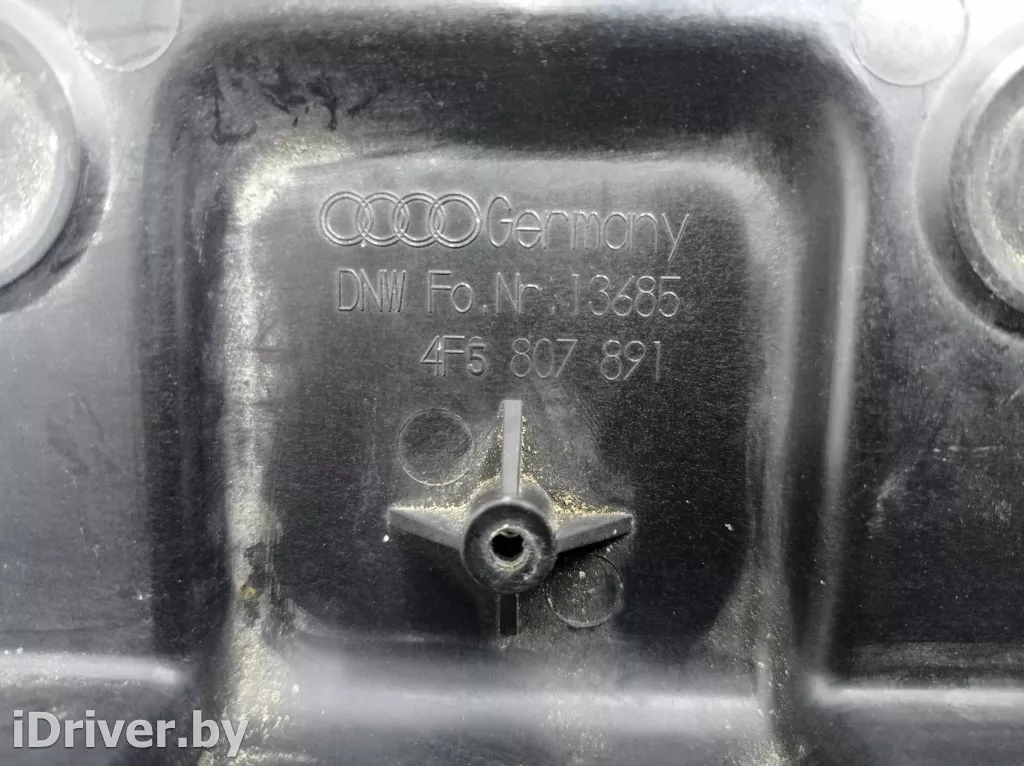 Germany
DNW Fo.Nr.13685
4F5 807 891
iDriver.by